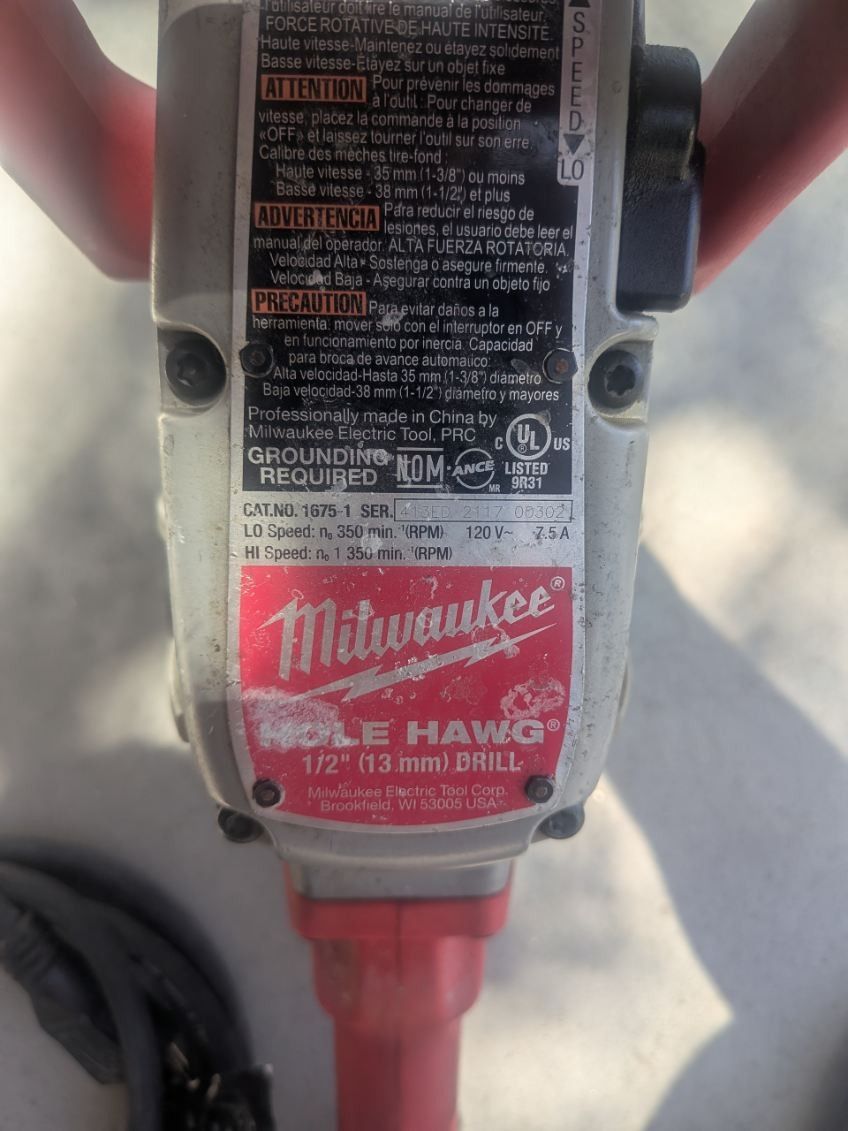 l'utilisateur doit lire le manual de l'utilisateur.
FORCE ROTATIVE DE HAUTE INTENSITÉ.
Haute vitesse-Maintenez ou étayez solidement
Basse vitesse-Étayez sur un objet fixe
ATTENTION Pour prévenir les dommages
à l'outil : Pour changer de
vitesse, placez la commande à la position
«OFF» et laissez tourner l'outil sur son erre.
Calibre des mèches tire-fond :
Haute vitesse - 35 mm (1-3/8") ou moins
Basse vitesse - 38 mm (1-1/2") et plus
ADVERTENCIA Para reducir el riesgo de
lesiones, el usuario debe leer el
manual del operador. ALTA FUERZA ROTATORIA.
Velocidad Alta - Sostenga o asegure firmente.
Velocidad Baja - Asegurar contra un objeto fijo
PRECAUTION Para evitar daños a la
herramienta: mover solo con el interruptor en OFF y
en funcionamiento por inercia. Capacidad
para broca de avance automatico:
Alta velocidad-Hasta 35 mm (1-3/8") diámetro
Baja velocidad-38 mm (1-1/2") diámetro y mayores
SPEED
LO
Professionally made in China by
Milwaukee Electric Tool, PRC
GROUNDING
REQUIRED
NOM-ANCE
MR
C UL ® US
LISTED
9R31
CAT.NO. 1675-1 SER. 413ED 2117 00302
LO Speed: n₀ 350 min.⁻¹(RPM) 120 V~ 7.5 A
HI Speed: n₀ 1 350 min.⁻¹(RPM)
Milwaukee®
HOLE HAWG®
1/2" (13 mm) DRILL
Milwaukee Electric Tool Corp.
Brookfield, WI 53005 USA